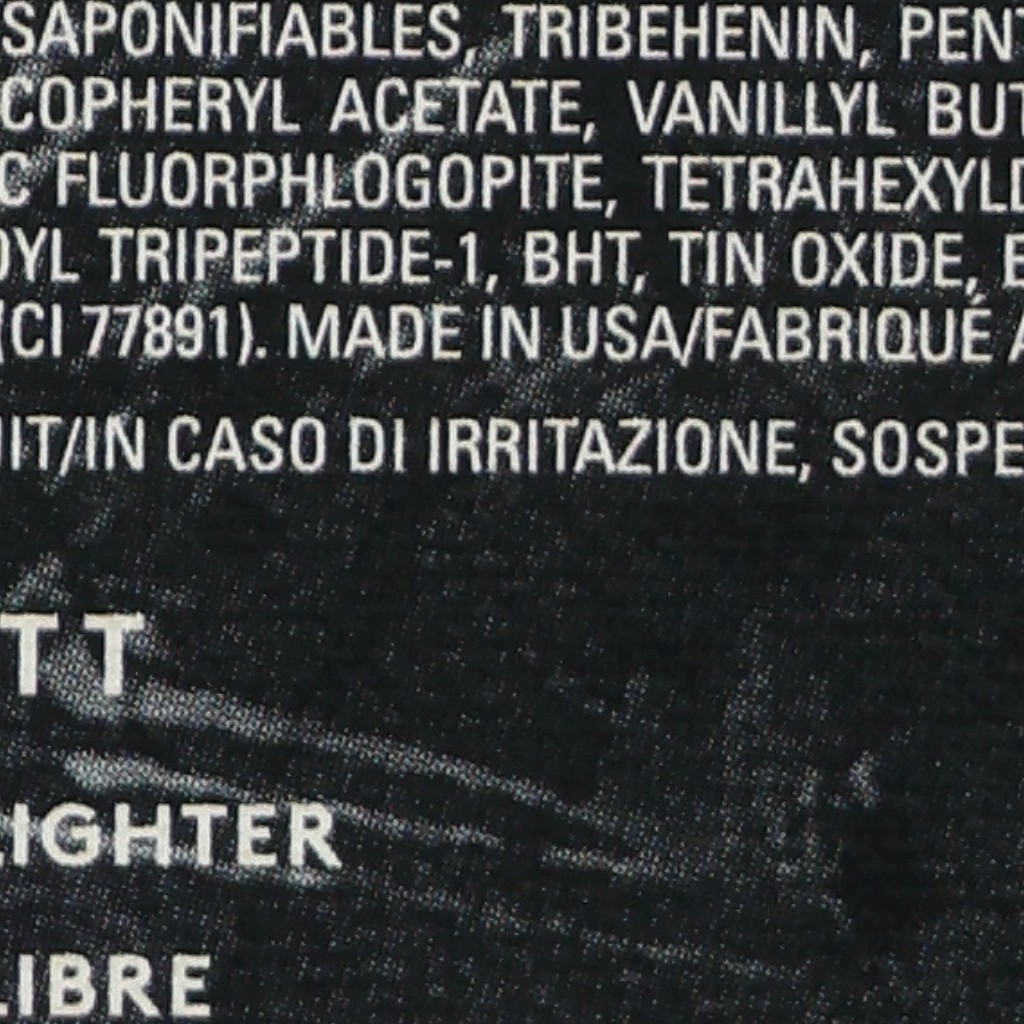 SAPONIFIABLES, TRIBEHENIN, PENT
COPHERYL ACETATE, VANILLYL BUT
C FLUORPHLOGOPITE, TETRAHEXYLD
OYL TRIPEPTIDE-1, BHT, TIN OXIDE, E
(CI 77891). MADE IN USA/FABRIQUÉ A
IIT/IN CASO DI IRRITAZIONE, SOSPE
TT
LIGHTER
LIBRE